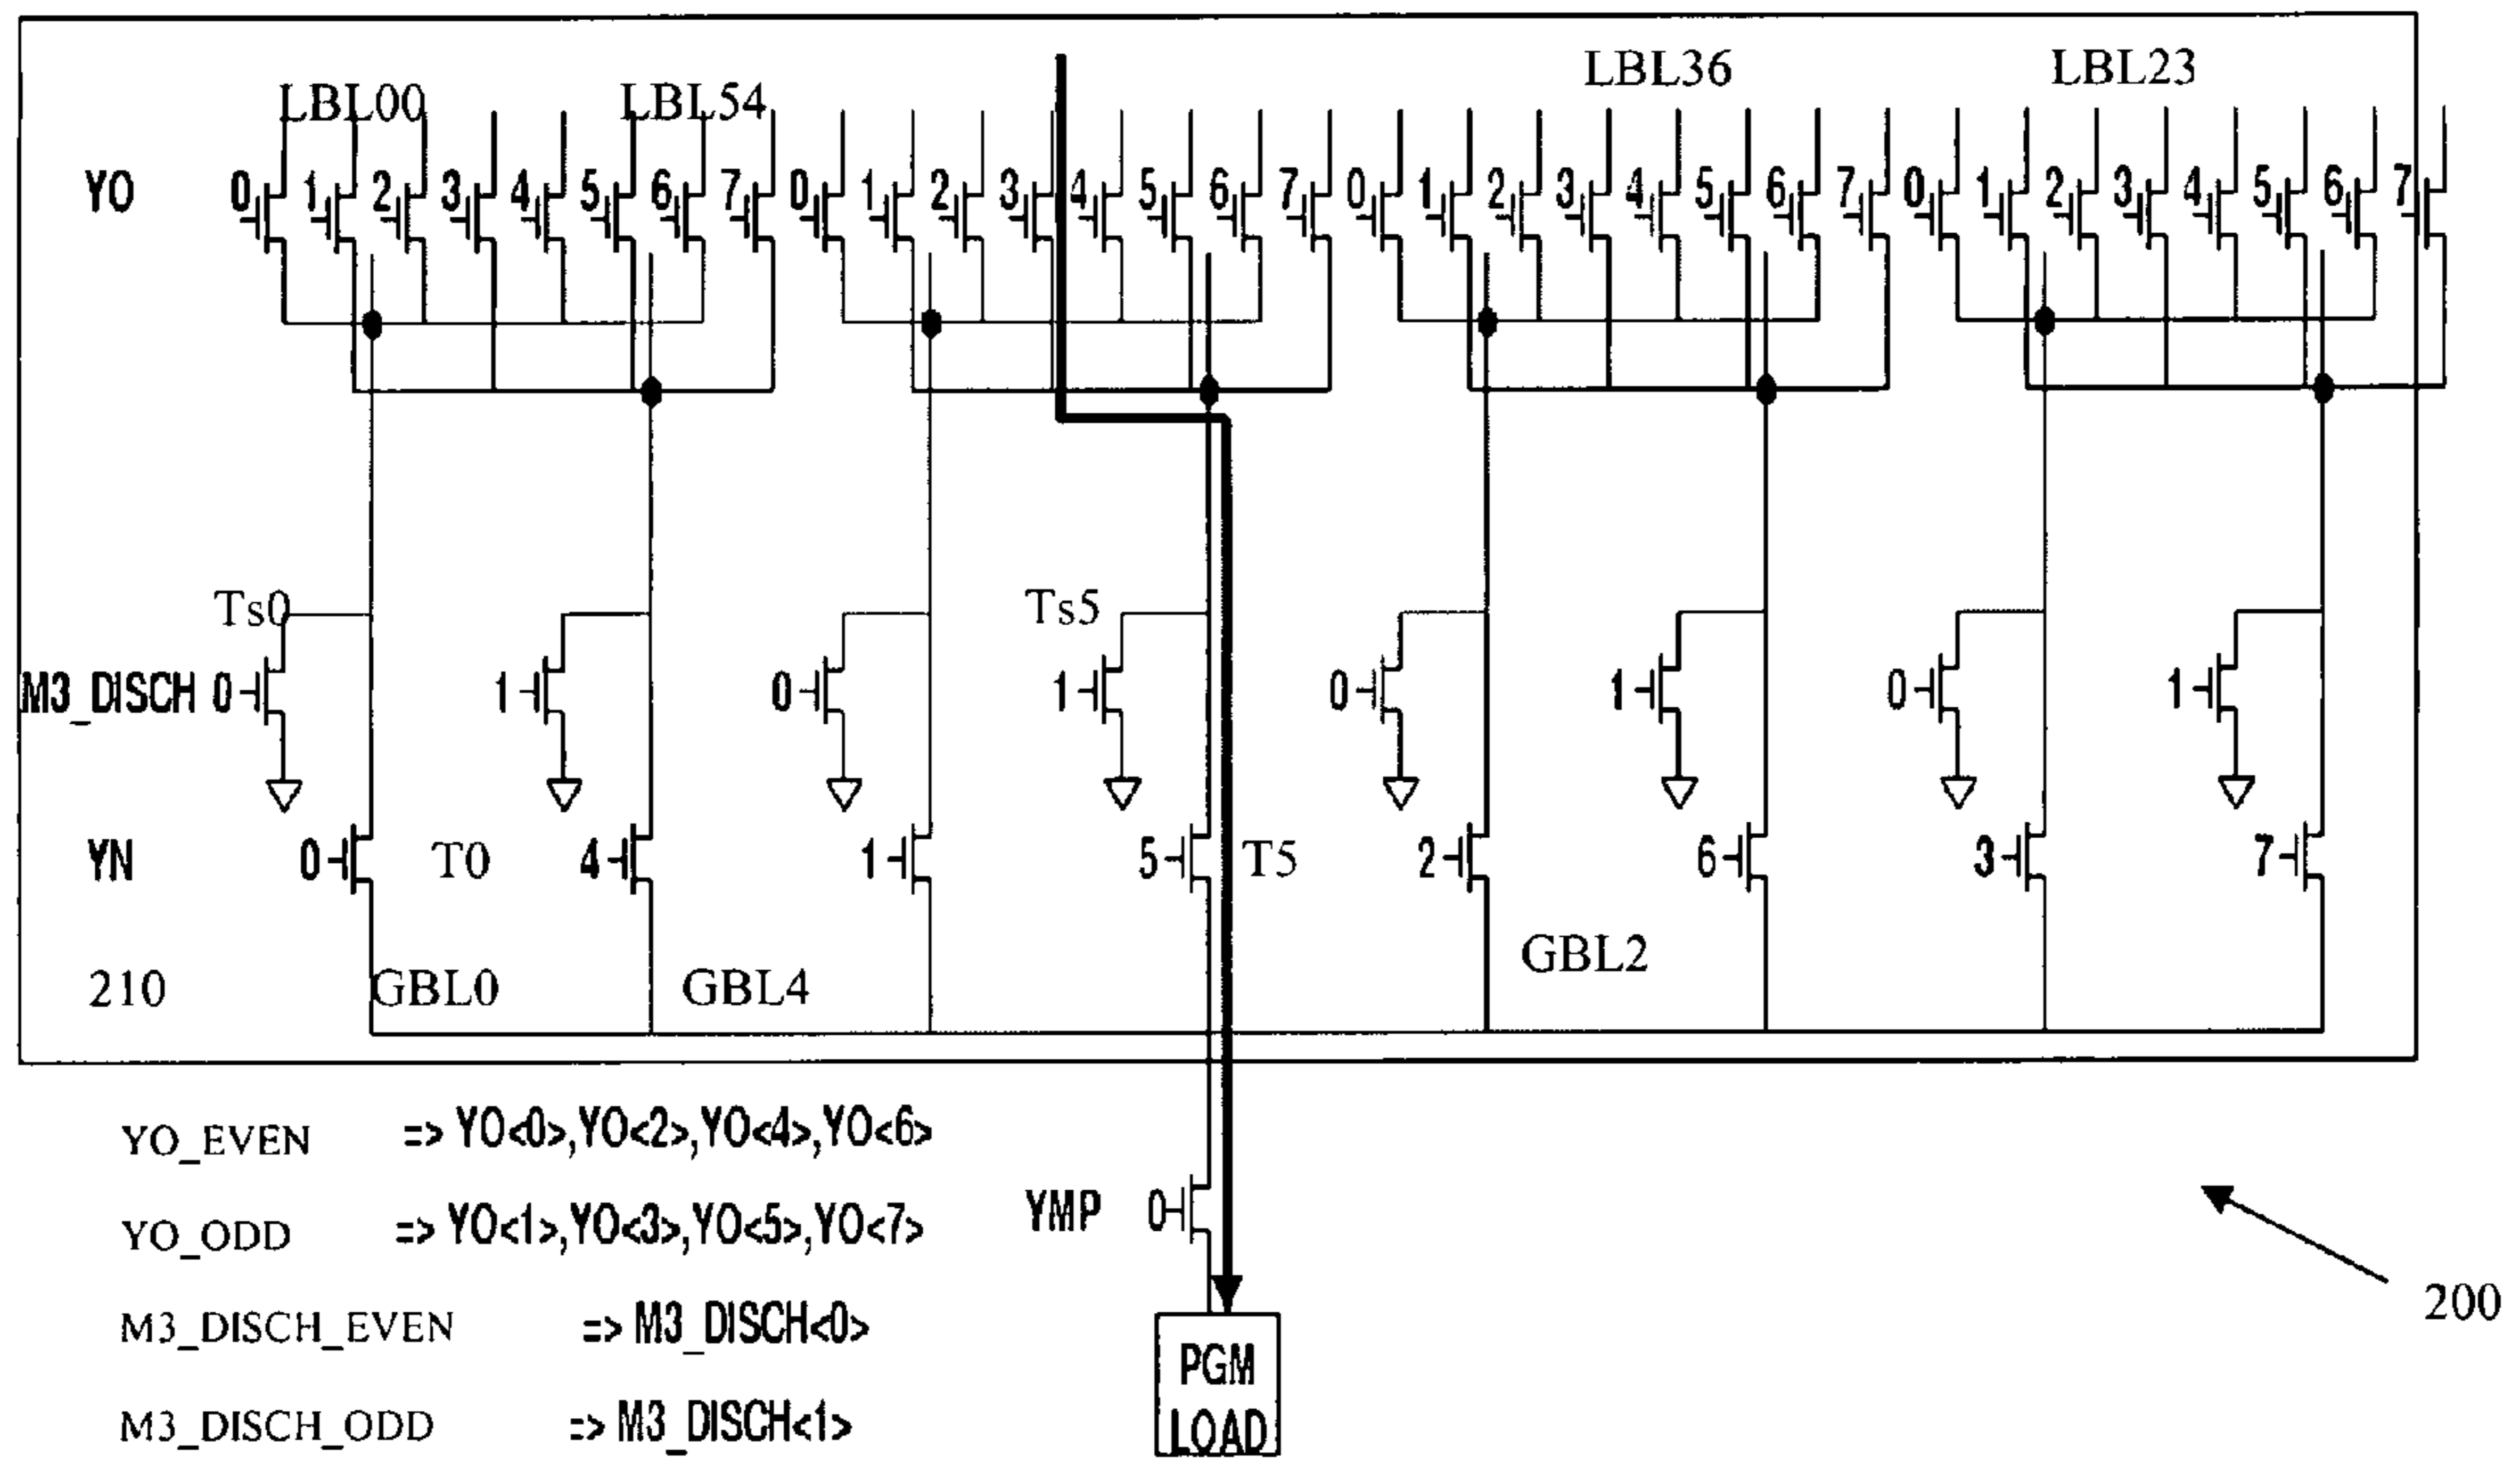 LBL00 LBL54 LBL36 LBL23
YO 0 1 2 3 4 5 6 7 0 1 2 3 4 5 6 7 0 1 2 3 4 5 6 7 0 1 2 3 4 5 6 7
Ts0 Ts5
M3_DISCH 0 1 0 1 0 1 0 1
YN 0 T0 4 1 5 T5 2 6 3 7
210 GBL0 GBL4 GBL2
YO_EVEN => YO<0>,YO<2>,YO<4>,YO<6>
YO_ODD => YO<1>,YO<3>,YO<5>,YO<7>
YMP 0
M3_DISCH_EVEN => M3_DISCH<0>
200
M3_DISCH_ODD => M3_DISCH<1>
PGM
LOAD